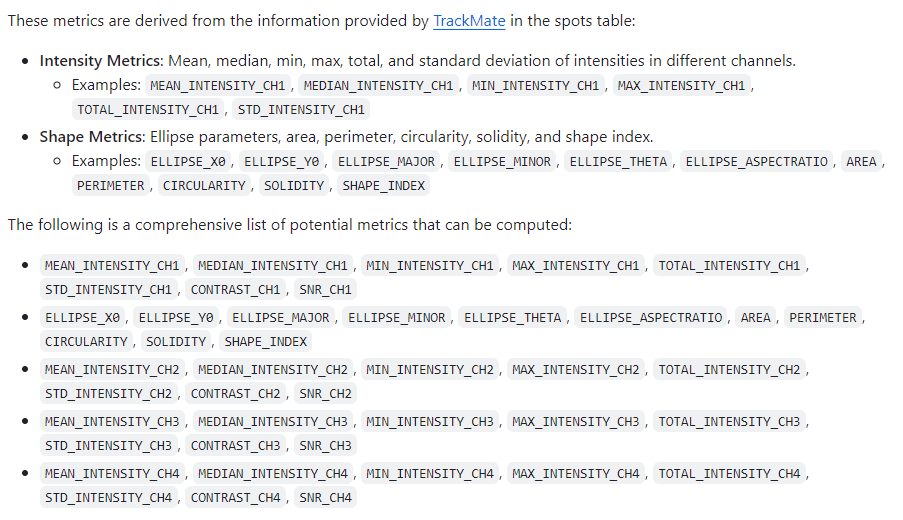 These metrics are derived from the information provided by TrackMate in the spots table:
• Intensity Metrics: Mean, median, min, max, total, and standard deviation of intensities in different channels.
◦ Examples: MEAN_INTENSITY_CH1 , MEDIAN_INTENSITY_CH1 , MIN_INTENSITY_CH1 , MAX_INTENSITY_CH1 ,
TOTAL_INTENSITY_CH1 , STD_INTENSITY_CH1
• Shape Metrics: Ellipse parameters, area, perimeter, circularity, solidity, and shape index.
◦ Examples: ELLIPSE_X0 , ELLIPSE_Y0 , ELLIPSE_MAJOR , ELLIPSE_MINOR , ELLIPSE_THETA , ELLIPSE_ASPECTRATIO , AREA ,
PERIMETER , CIRCULARITY , SOLIDITY , SHAPE_INDEX
The following is a comprehensive list of potential metrics that can be computed:
• MEAN_INTENSITY_CH1 , MEDIAN_INTENSITY_CH1 , MIN_INTENSITY_CH1 , MAX_INTENSITY_CH1 , TOTAL_INTENSITY_CH1 ,
STD_INTENSITY_CH1 , CONTRAST_CH1 , SNR_CH1
• ELLIPSE_X0 , ELLIPSE_Y0 , ELLIPSE_MAJOR , ELLIPSE_MINOR , ELLIPSE_THETA , ELLIPSE_ASPECTRATIO , AREA , PERIMETER ,
CIRCULARITY , SOLIDITY , SHAPE_INDEX
• MEAN_INTENSITY_CH2 , MEDIAN_INTENSITY_CH2 , MIN_INTENSITY_CH2 , MAX_INTENSITY_CH2 , TOTAL_INTENSITY_CH2 ,
STD_INTENSITY_CH2 , CONTRAST_CH2 , SNR_CH2
• MEAN_INTENSITY_CH3 , MEDIAN_INTENSITY_CH3 , MIN_INTENSITY_CH3 , MAX_INTENSITY_CH3 , TOTAL_INTENSITY_CH3 ,
STD_INTENSITY_CH3 , CONTRAST_CH3 , SNR_CH3
• MEAN_INTENSITY_CH4 , MEDIAN_INTENSITY_CH4 , MIN_INTENSITY_CH4 , MAX_INTENSITY_CH4 , TOTAL_INTENSITY_CH4 ,
STD_INTENSITY_CH4 , CONTRAST_CH4 , SNR_CH4